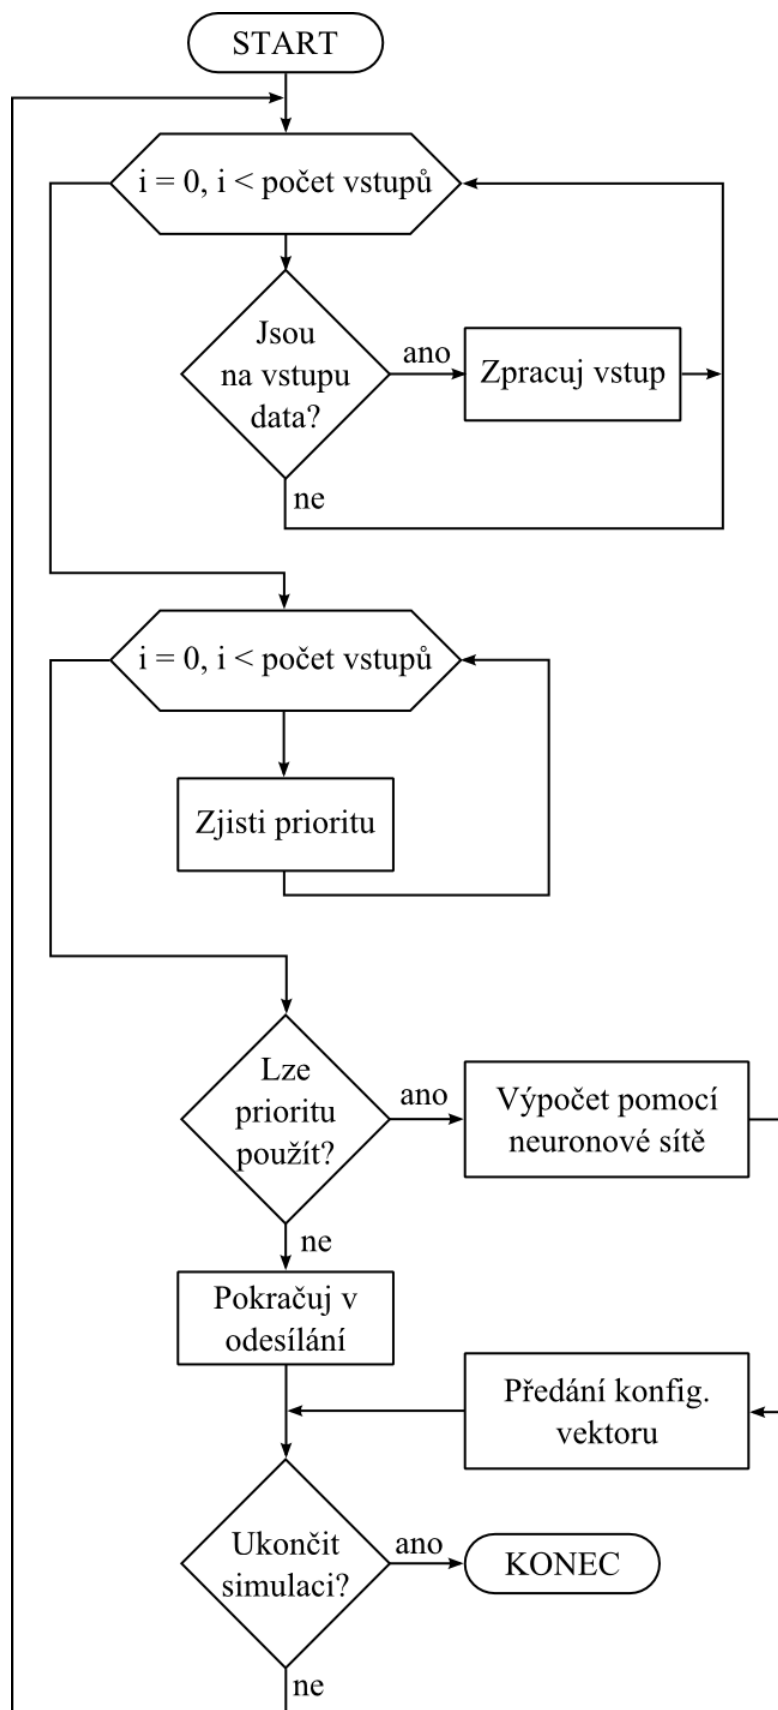 START
i = 0, i < počet vstupů
Jsou
na vstupu
data?
ano
Zpracuj vstup
ne
i = 0, i < počet vstupů
Zjisti prioritu
Lze
prioritu
použít?
ano
Výpočet pomocí
neuronové sítě
ne
Pokračuj v
odesílání
Předání konfig.
vektoru
Ukončit
simulaci?
ano
KONEC
ne